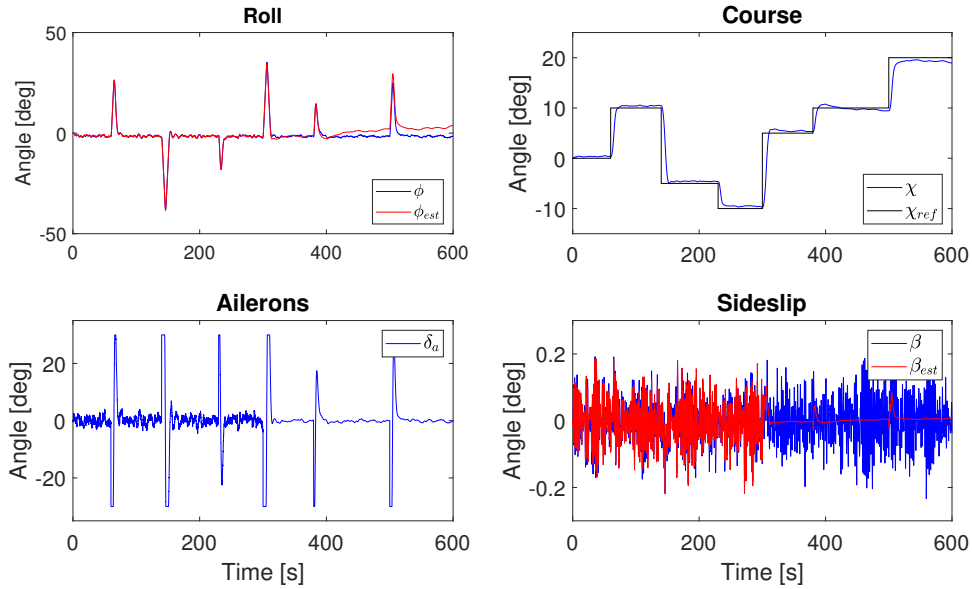 Roll
Angle [deg]
50
0
-50
0
200
400
600
ϕ
ϕ_est
Course
Angle [deg]
20
10
0
-10
0
200
400
600
χ
χ_ref
Ailerons
Angle [deg]
20
0
-20
0
200
400
600
Time [s]
δ_a
Sideslip
Angle [deg]
0.2
0
-0.2
0
200
400
600
Time [s]
β
β_est